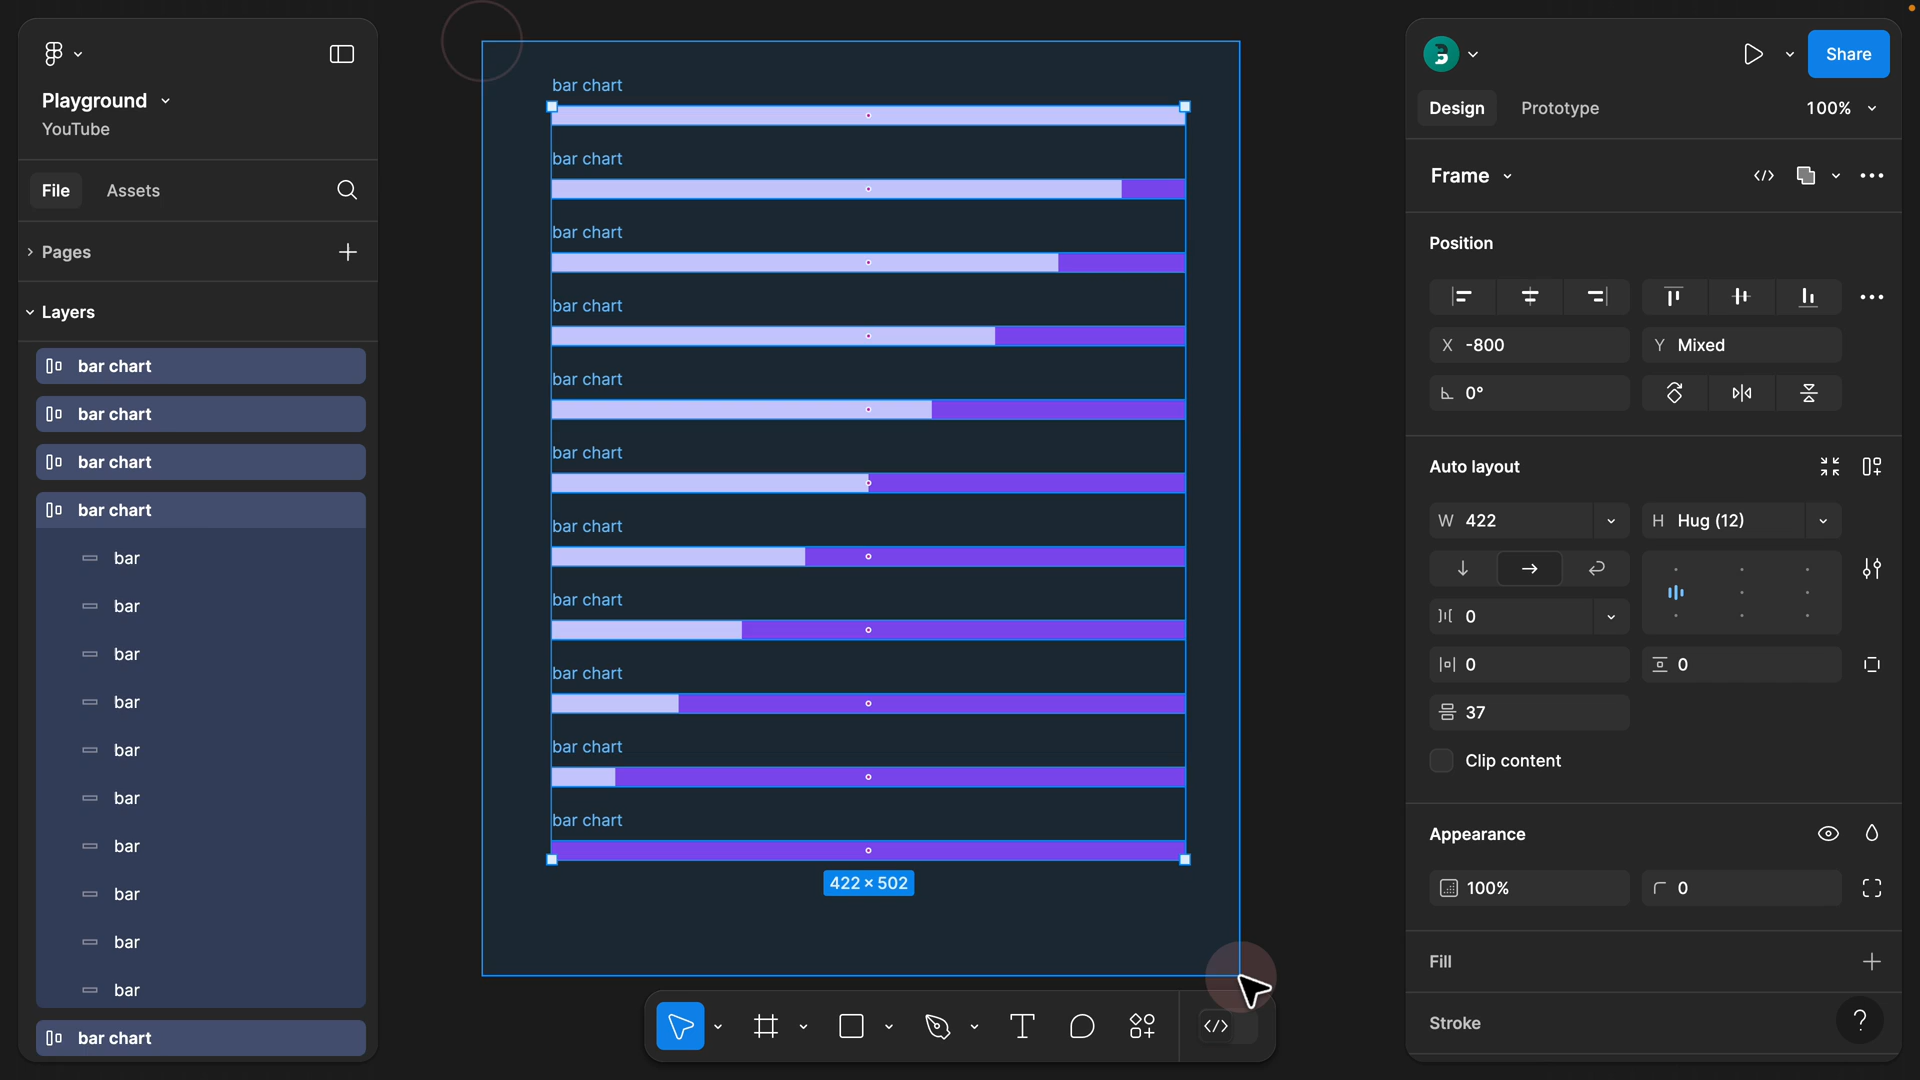 Playground
YouTube
File Assets
Pages
Layers
bar chart
bar chart
bar chart
bar chart
bar
bar
bar
bar
bar
bar
bar
bar
bar
bar
bar chart
bar chart
bar chart
bar chart
bar chart
bar chart
bar chart
bar chart
bar chart
bar chart
bar chart
bar chart
422 × 502
Share
Design Prototype 100%
Frame
Position
X -800 Y Mixed
0°
Auto layout
W 422 H Hug (12)
0
0 0
37
Clip content
Appearance
100% 0
Fill
Stroke
?